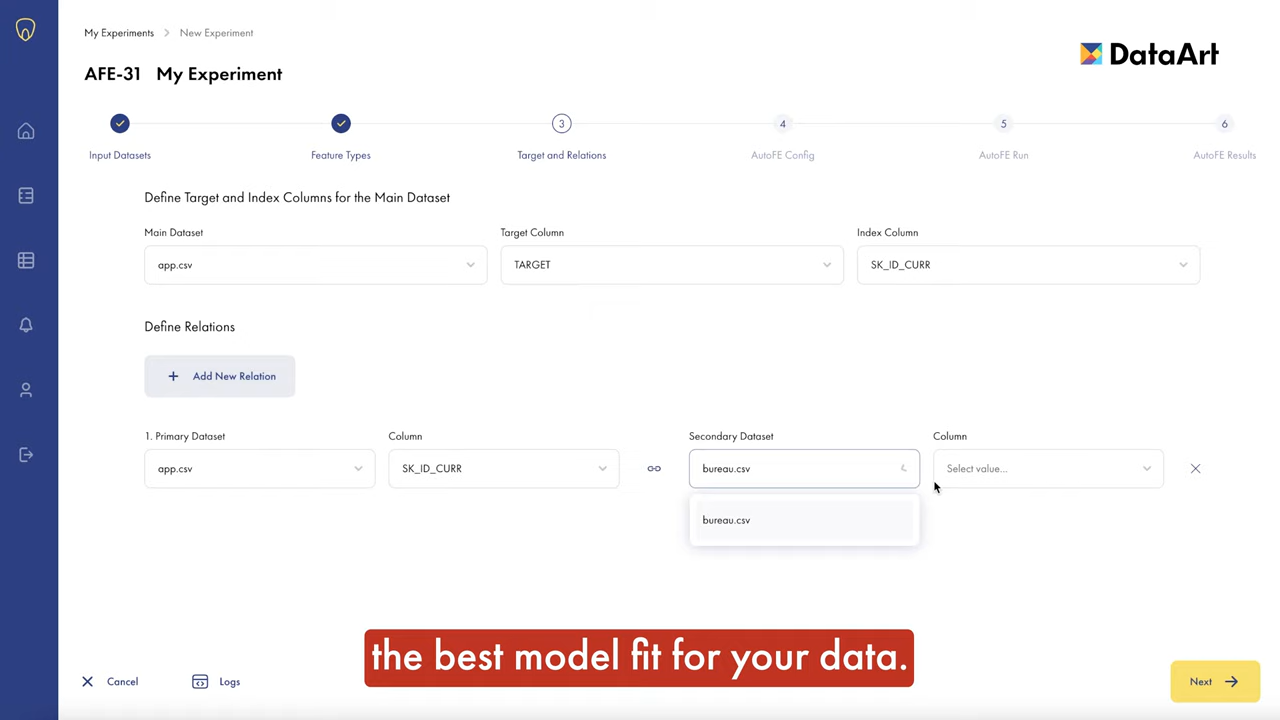 My Experiments > New Experiment
DataArt
AFE-31 My Experiment
3 4 5 6
Input Datasets Feature Types Target and Relations AutoFE Config AutoFE Run AutoFE Results
Define Target and Index Columns for the Main Dataset
Main Dataset Target Column Index Column
app.csv TARGET SK_ID_CURR
Define Relations
+ Add New Relation
1. Primary Dataset Column Secondary Dataset Column
app.csv SK_ID_CURR bureau.csv Select value...
bureau.csv
the best model fit for your data.
Cancel Logs Next